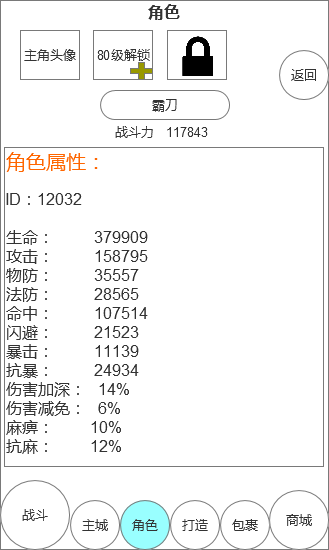 角色
主角头像
80级解锁
返回
霸刀
战斗力 117843
角色属性：
ID：12032
生命： 379909
攻击： 158795
物防： 35557
法防： 28565
命中： 107514
闪避： 21523
暴击： 11139
抗暴： 24934
伤害加深： 14%
伤害减免： 6%
麻痹： 10%
抗麻： 12%
战斗
主城
角色
打造
包裹
商城